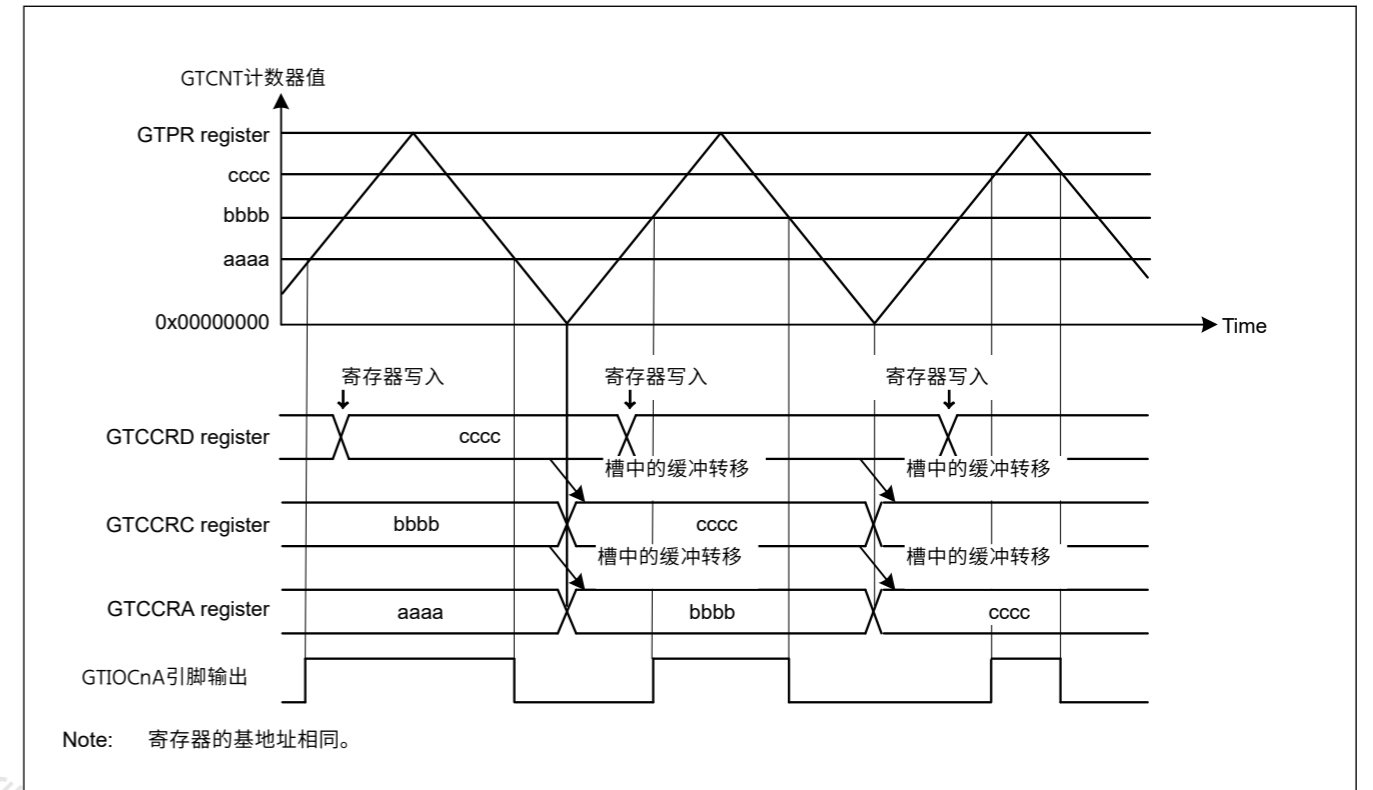 GTCNT计数器值
GTPR register
cccc
bbbb
aaaa
0x00000000
Time
寄存器写入 寄存器写入 寄存器写入
GTCCRD register cccc
槽中的缓冲转移 槽中的缓冲转移
GTCCRC register bbbb cccc
槽中的缓冲转移 槽中的缓冲转移
GTCCRA register aaaa bbbb cccc
GTIOCnA引脚输出
Note: 寄存器的基地址相同。